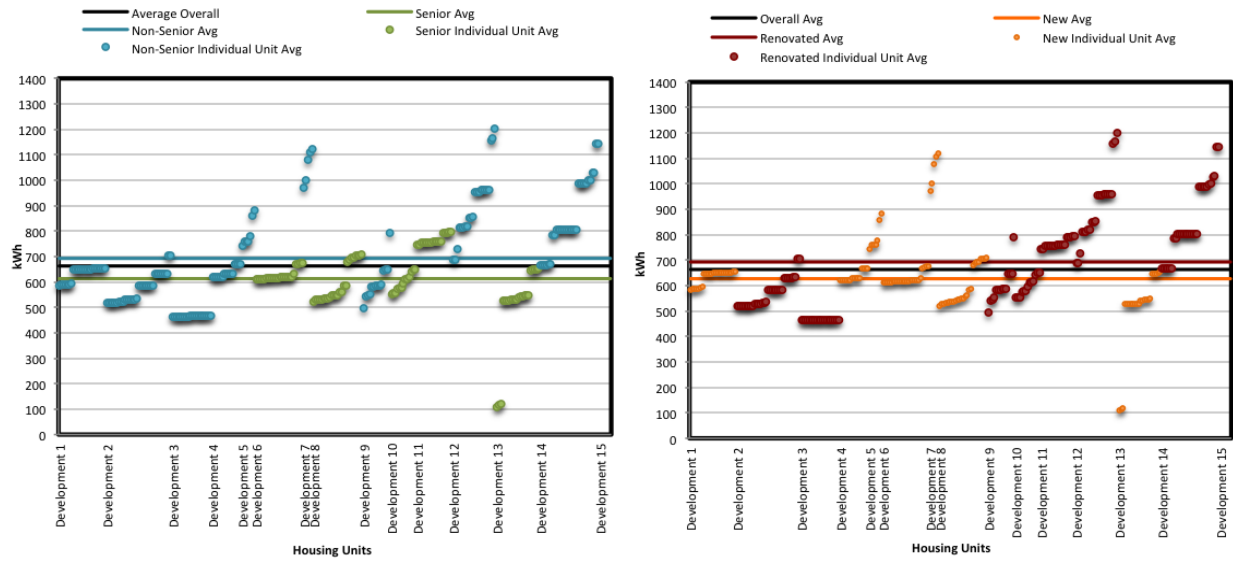 Average Overall
Senior Avg
Non-Senior Avg
Senior Individual Unit Avg
Non-Senior Individual Unit Avg
1400
1300
1200
1100
1000
900
800
700
600
500
400
300
200
100
0
kWh
Development 1
Development 2
Development 3
Development 4
Development 5
Development 6
Development 7
Development 8
Development 9
Development 10
Development 11
Development 12
Development 13
Development 14
Development 15
Housing Units
Overall Avg
New Avg
Renovated Avg
New Individual Unit Avg
Renovated Individual Unit Avg
1400
1300
1200
1100
1000
900
800
700
600
500
400
300
200
100
0
kWh
Development 1
Development 2
Development 3
Development 4
Development 5
Development 6
Development 7
Development 8
Development 9
Development 10
Development 11
Development 12
Development 13
Development 14
Development 15
Housing Units